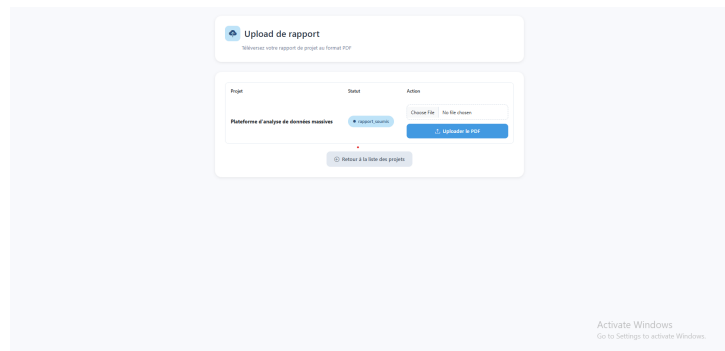 Upload de rapport
Téléversez votre rapport de projet au format PDF
Projet Statut Action
Choose File No file chosen
Plateforme d'analyse de données massives rapport_soumis
Uploader le PDF
Retour à la liste des projets
Activate Windows
Go to Settings to activate Windows.